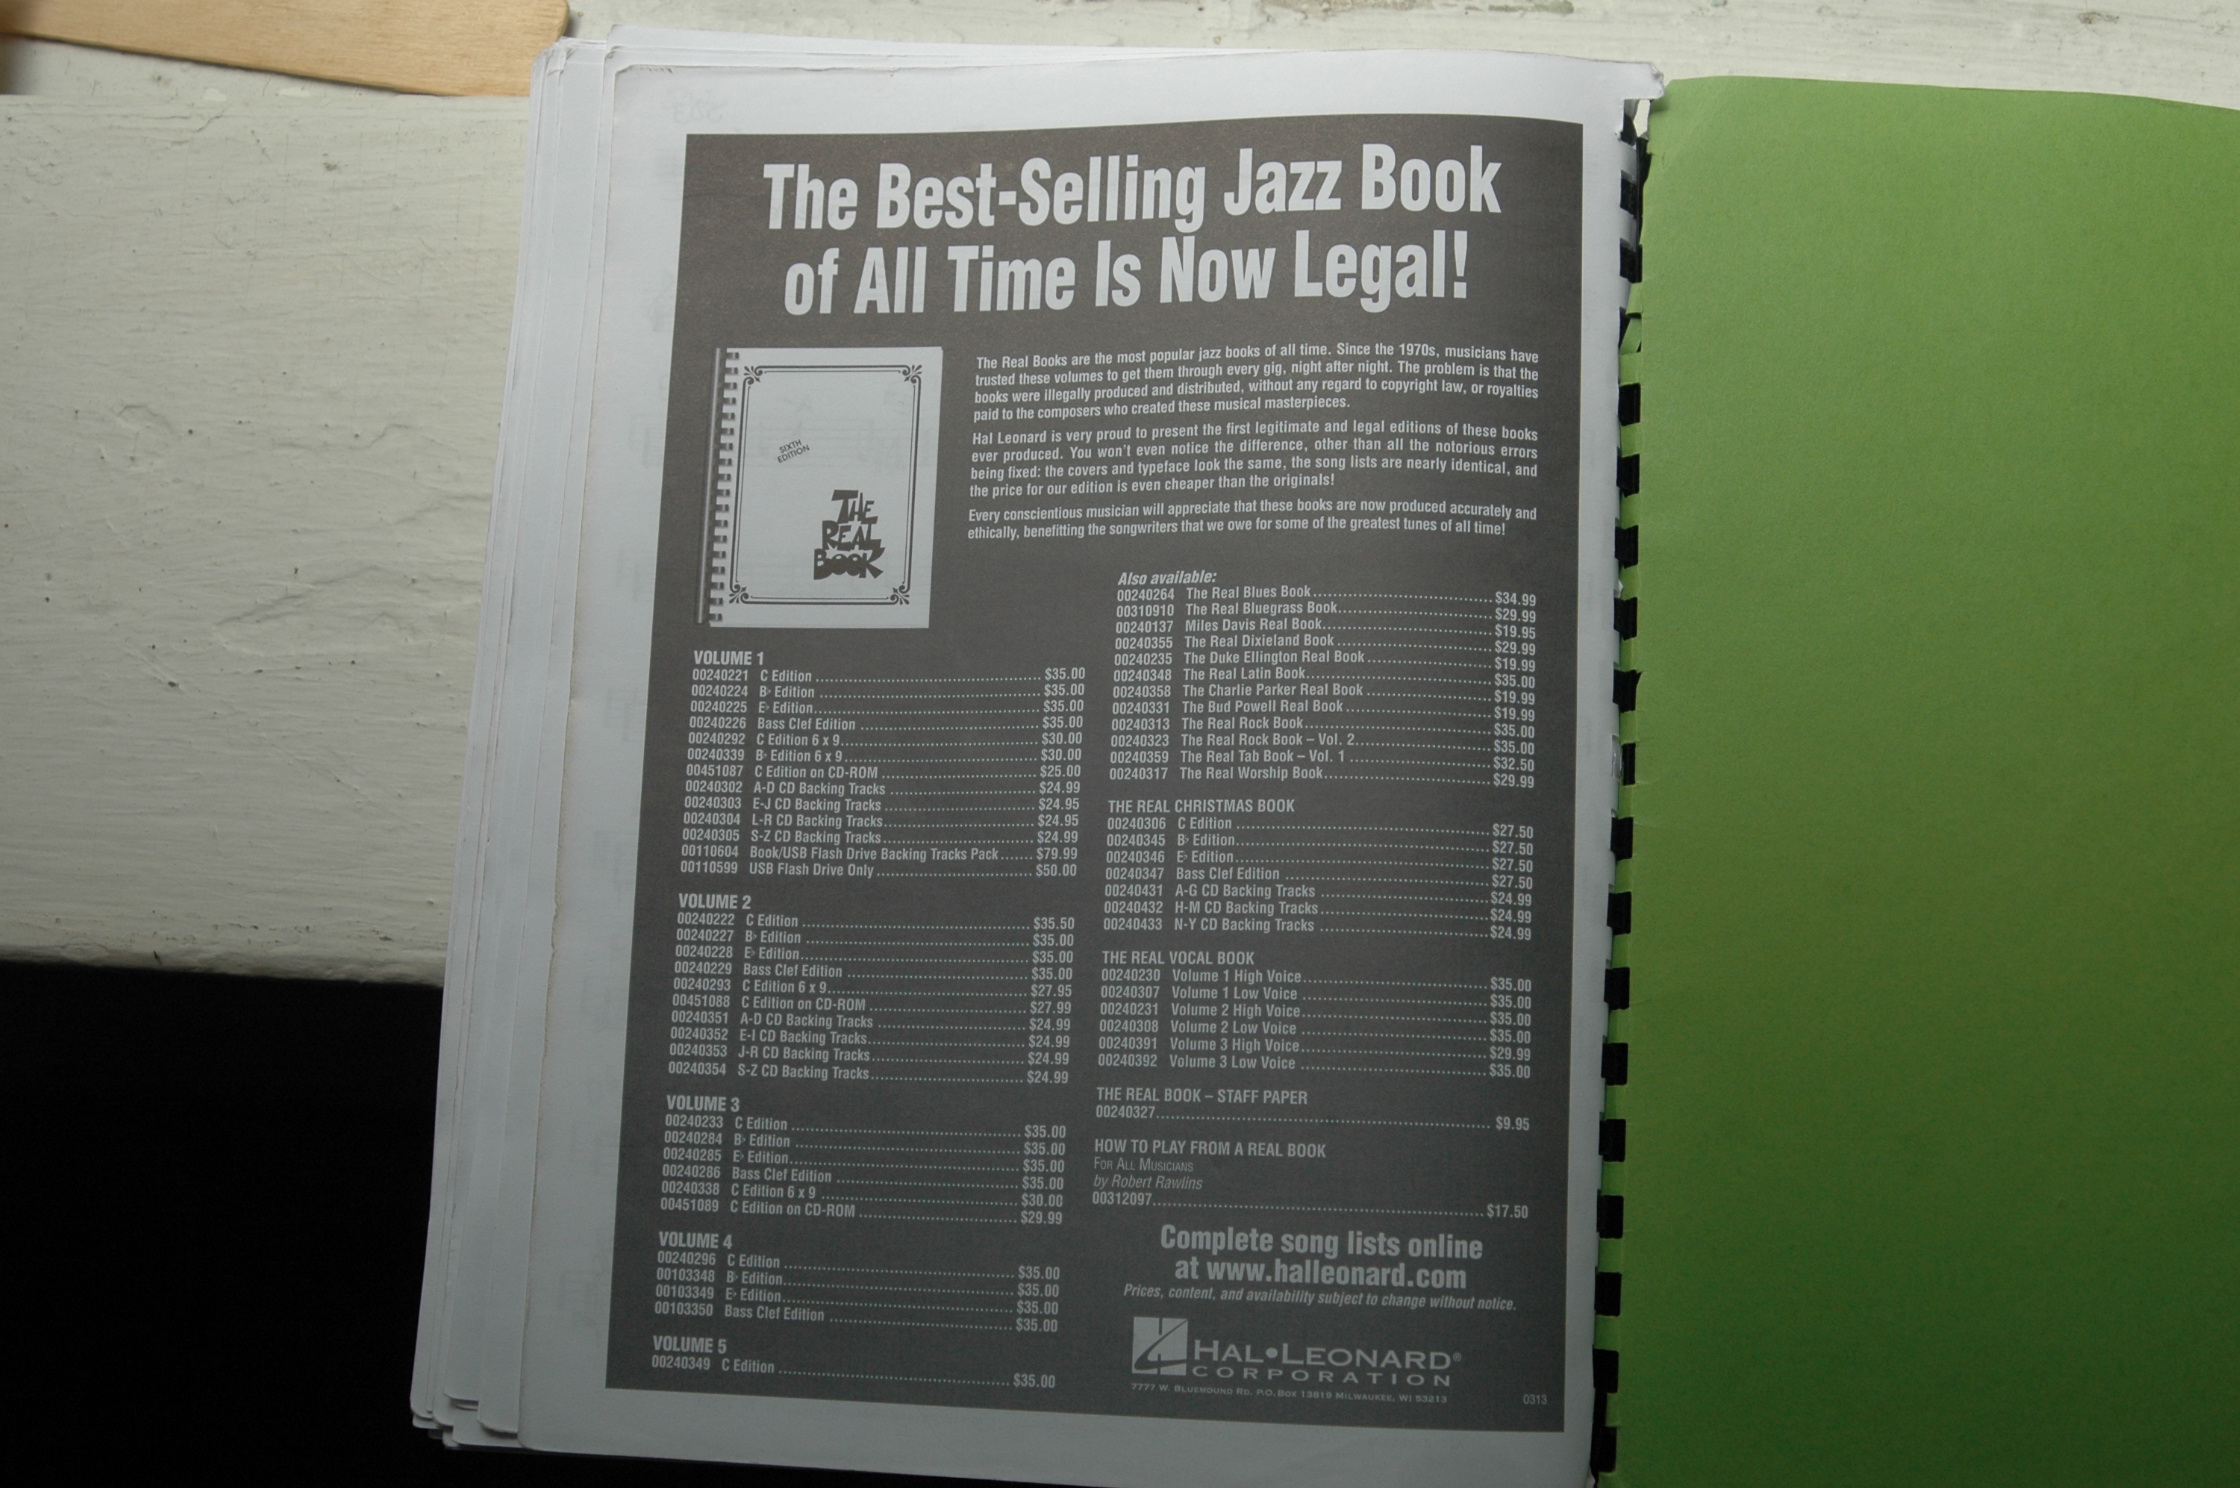 The Best-Selling Jazz Book
of All Time Is Now Legal!
SIXTH
EDITION
THE
REAL
BOOK
The Real Books are the most popular jazz books of all time. Since the 1970s, musicians have
trusted these volumes to get them through every gig, night after night. The problem is that the
books were illegally produced and distributed, without any regard to copyright law, or royalties
paid to the composers who created these musical masterpieces.
Hal Leonard is very proud to present the first legitimate and legal editions of these books
ever produced. You won't even notice the difference, other than all the notorious errors
being fixed: the covers and typeface look the same, the song lists are nearly identical, and
the price for our edition is even cheaper than the originals!
Every conscientious musician will appreciate that these books are now produced accurately and
ethically, benefitting the songwriters that we owe for some of the greatest tunes of all time!
VOLUME 1
00240221 C Edition $35.00
00240224 B♭ Edition $35.00
00240225 E♭ Edition $35.00
00240226 Bass Clef Edition $35.00
00240292 C Edition 6 x 9 $30.00
00240339 B♭ Edition 6 x 9 $30.00
00451087 C Edition on CD-ROM $25.00
00240302 A-D CD Backing Tracks $24.99
00240303 E-J CD Backing Tracks $24.95
00240304 L-R CD Backing Tracks $24.95
00240305 S-Z CD Backing Tracks $24.99
00110604 Book/USB Flash Drive Backing Tracks Pack $79.99
00110599 USB Flash Drive Only $50.00
VOLUME 2
00240222 C Edition $35.50
00240227 B♭ Edition $35.00
00240228 E♭ Edition $35.00
00240229 Bass Clef Edition $35.00
00240293 C Edition 6 x 9 $27.95
00451088 C Edition on CD-ROM $27.99
00240351 A-D CD Backing Tracks $24.99
00240352 E-I CD Backing Tracks $24.99
00240353 J-R CD Backing Tracks $24.99
00240354 S-Z CD Backing Tracks $24.99
VOLUME 3
00240233 C Edition $35.00
00240284 B♭ Edition $35.00
00240285 E♭ Edition $35.00
00240286 Bass Clef Edition $35.00
00240338 C Edition 6 x 9 $30.00
00451089 C Edition on CD-ROM $29.99
VOLUME 4
00240296 C Edition $35.00
00103348 B♭ Edition $35.00
00103349 E♭ Edition $35.00
00103350 Bass Clef Edition $35.00
VOLUME 5
00240349 C Edition $35.00
Also available:
00240264 The Real Blues Book $34.99
00310910 The Real Bluegrass Book $29.99
00240137 Miles Davis Real Book $19.95
00240355 The Real Dixieland Book $29.99
00240235 The Duke Ellington Real Book $19.99
00240348 The Real Latin Book $35.00
00240358 The Charlie Parker Real Book $19.99
00240331 The Bud Powell Real Book $19.99
00240313 The Real Rock Book $35.00
00240323 The Real Rock Book – Vol. 2 $35.00
00240359 The Real Tab Book – Vol. 1 $32.50
00240317 The Real Worship Book $29.99
THE REAL CHRISTMAS BOOK
00240306 C Edition $27.50
00240345 B♭ Edition $27.50
00240346 E♭ Edition $27.50
00240347 Bass Clef Edition $27.50
00240431 A-G CD Backing Tracks $24.99
00240432 H-M CD Backing Tracks $24.99
00240433 N-Y CD Backing Tracks $24.99
THE REAL VOCAL BOOK
00240230 Volume 1 High Voice $35.00
00240307 Volume 1 Low Voice $35.00
00240231 Volume 2 High Voice $35.00
00240308 Volume 2 Low Voice $35.00
00240391 Volume 3 High Voice $29.99
00240392 Volume 3 Low Voice $35.00
THE REAL BOOK – STAFF PAPER
00240327 $9.95
HOW TO PLAY FROM A REAL BOOK
FOR ALL MUSICIANS
by Robert Rawlins
00312097 $17.50
Complete song lists online
at www.halleonard.com
Prices, content, and availability subject to change without notice.
HAL•LEONARD®
CORPORATION
7777 W. BLUEMOUND RD. P.O. BOX 13819 MILWAUKEE, WI 53213
0313